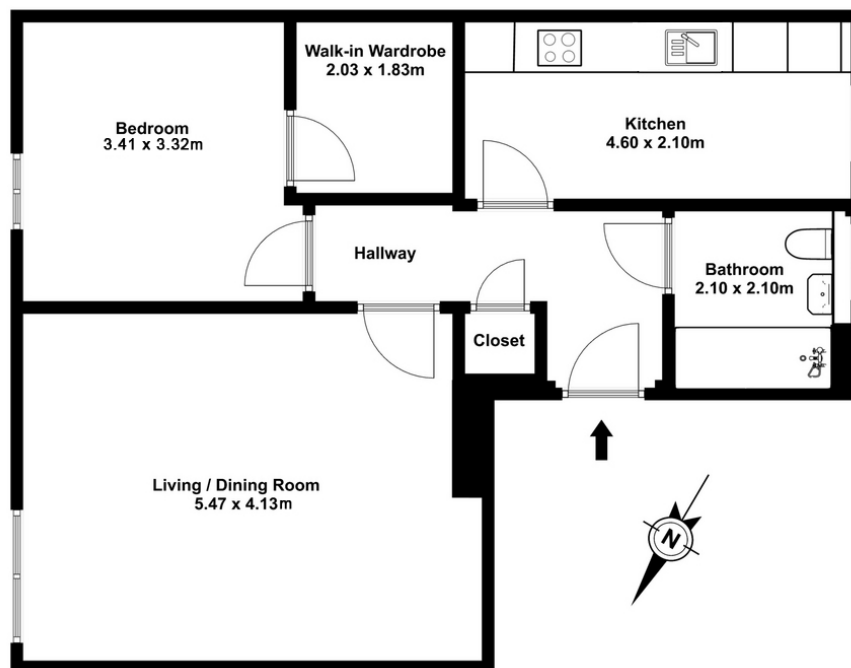 Walk-in Wardrobe
2.03 x 1.83m
Bedroom
3.41 x 3.32m
Kitchen
4.60 x 2.10m
Hallway
Bathroom
2.10 x 2.10m
Closet
Living / Dining Room
5.47 x 4.13m
N